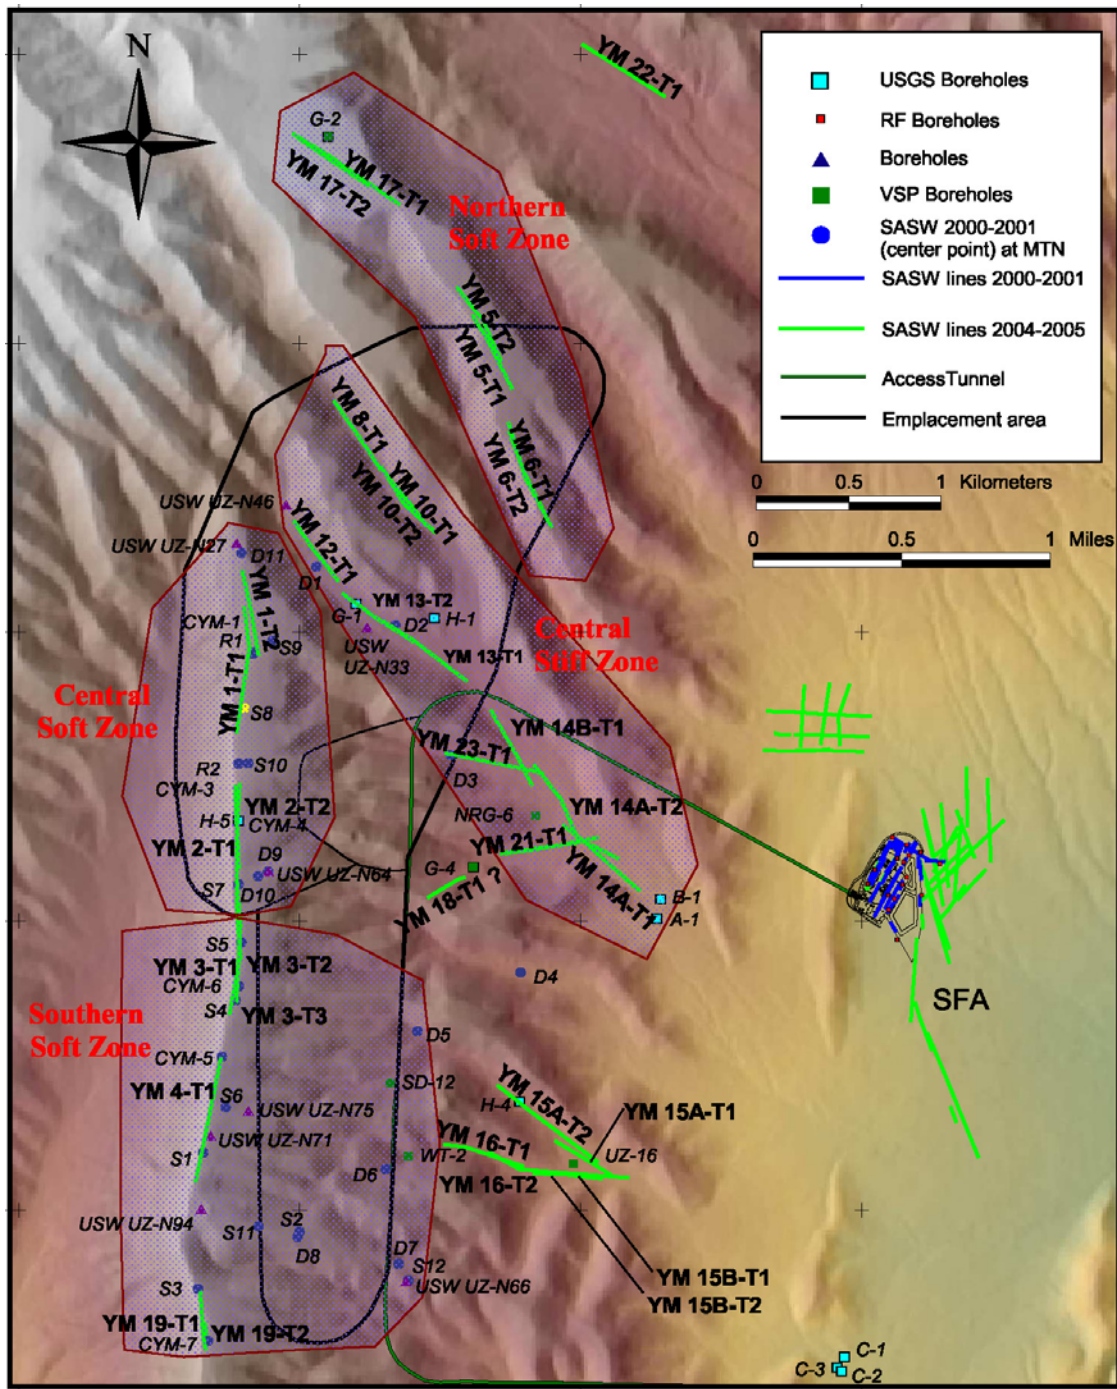 N
YM 22-T1
G-2
YM 17-T1
YM 17-T2
Northern
Soft Zone
USGS Boreholes
RF Boreholes
Boreholes
VSP Boreholes
SASW 2000-2001
(center point) at MTN
SASW lines 2000-2001
SASW lines 2004-2005
AccessTunnel
Emplacement area
0 0.5 1 Kilometers
0 0.5 1 Miles
YM 5-T2
YM 5-T1
YM 6-T1
YM 6-T2
YM 8-T1
YM 10-T1
YM 10-T2
USW UZ-N46
YM 12-T1
USW UZ-N27
D11
D1
YM 1-T2
CYM-1
R1
S9
G-1
YM 13-T2
D2
H-1
USW
UZ-N33
YM 13-T1
Central
Stiff Zone
Central
Soft Zone
YM 1-T1
S8
YM 14B-T1
YM 23-T1
D3
R2
S10
CYM-3
YM 2-T2
H-5
CYM-4
YM 2-T1
NRG-6
YM 14A-T2
YM 21-T1
D9
USW UZ-N64
S7
D10
G-4
YM 18-T1 ?
YM 14A-T1
B-1
A-1
S5
YM 3-T1
YM 3-T2
CYM-6
S4
YM 3-T3
D4
SFA
Southern
Soft Zone
D5
CYM-5
YM 4-T1
S6
USW UZ-N75
SD-12
USW UZ-N71
S1
H-4
YM 15A-T2
YM 15A-T1
YM 16-T1
WT-2
UZ-16
D6
YM 16-T2
USW UZ-N94
S11
S2
D8
D7
S12
USW UZ-N66
YM 15B-T1
YM 15B-T2
S3
YM 19-T1
YM 19-T2
CYM-7
C-1
C-3
C-2